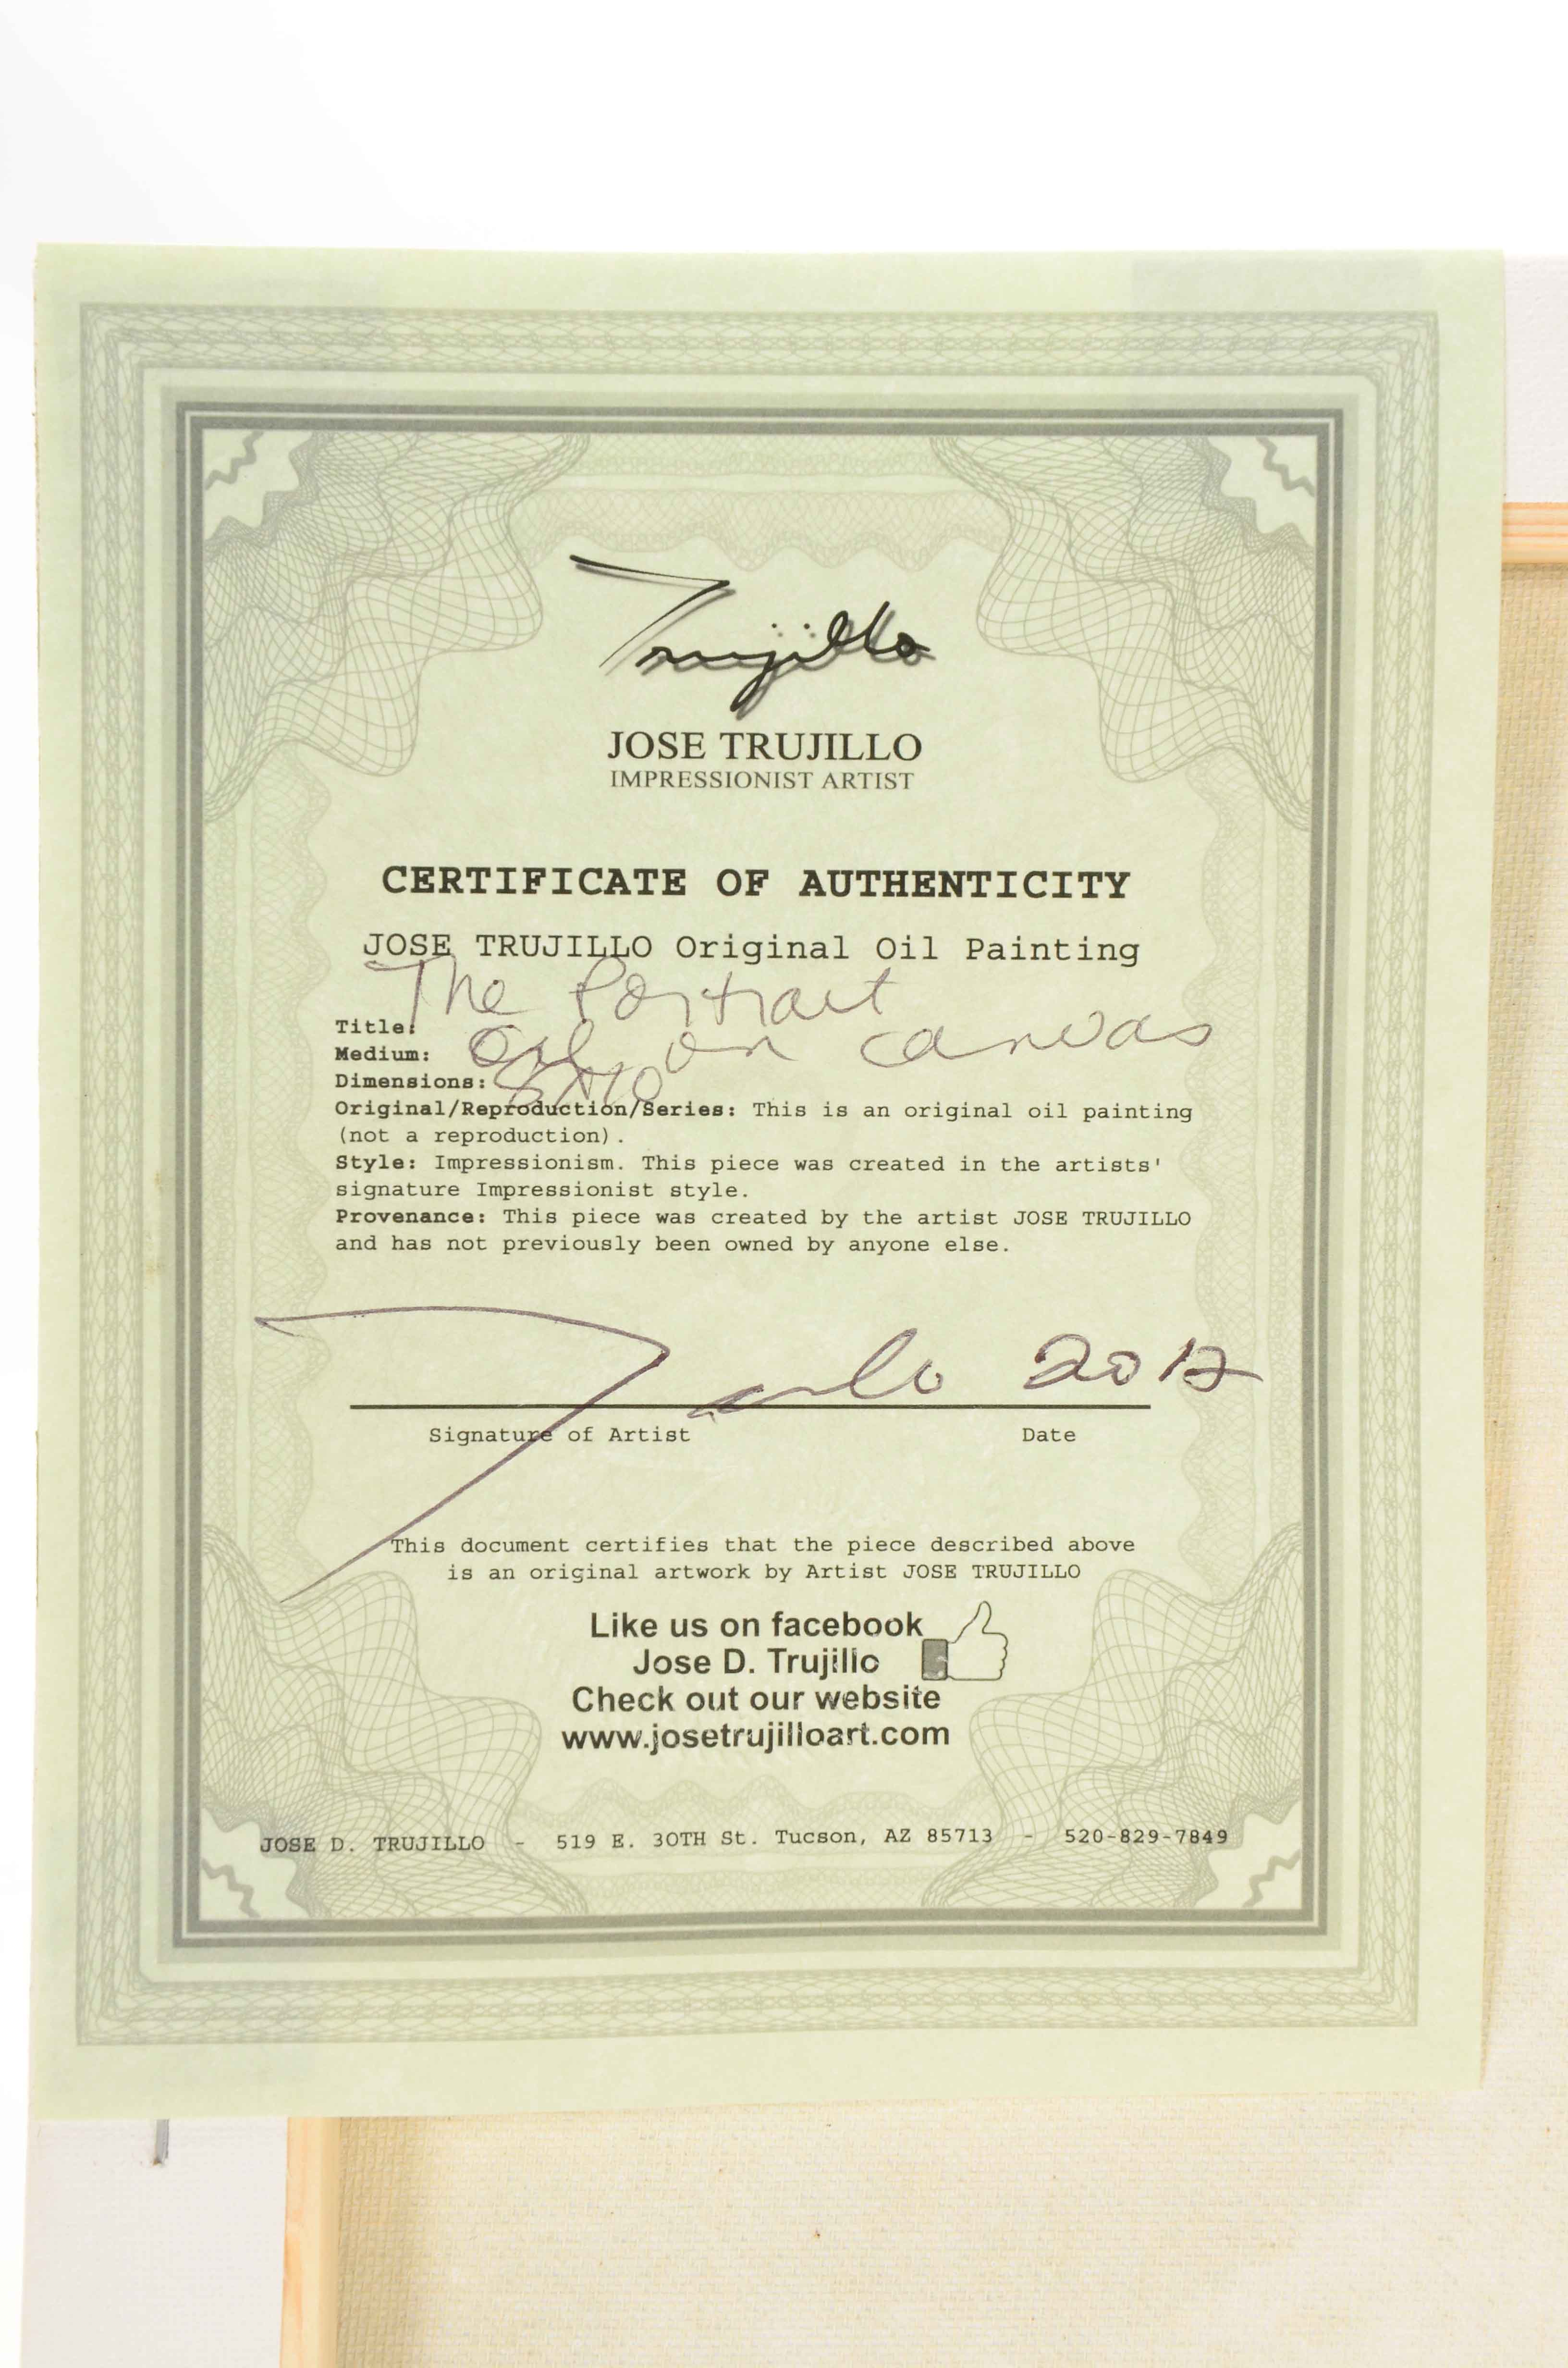 Trujillo
JOSE TRUJILLO
IMPRESSIONIST ARTIST
CERTIFICATE OF AUTHENTICITY
JOSE TRUJILLO Original Oil Painting
Title: The Portrait
Medium: Oil on canvas
Dimensions: 8x10
Original/Reproduction/Series: This is an original oil painting
(not a reproduction).
Style: Impressionism. This piece was created in the artists'
signature Impressionist style.
Provenance: This piece was created by the artist JOSE TRUJILLO
and has not previously been owned by anyone else.
2012
Signature of Artist Date
This document certifies that the piece described above
is an original artwork by Artist JOSE TRUJILLO
Like us on facebook
Jose D. Trujillo
Check out our website
www.josetrujilloart.com
JOSE D. TRUJILLO - 519 E. 30TH St. Tucson, AZ 85713 - 520-829-7849